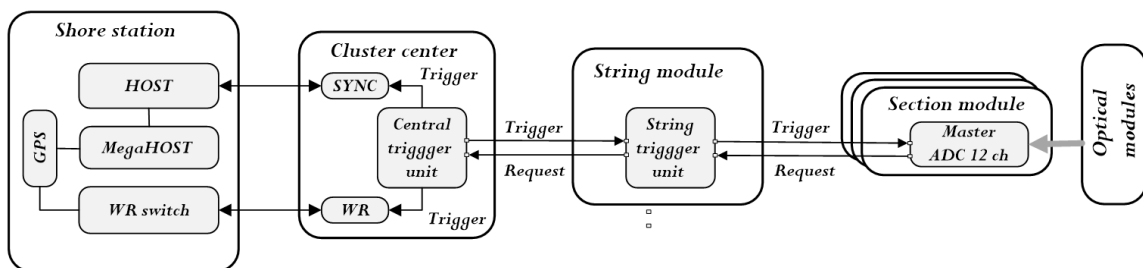 Shore station
HOST
GPS
MegaHOST
WR switch
Cluster center
Trigger
SYNC
Central
triggger
unit
WR
Trigger
Trigger
Request
String module
String
triggger
unit
Trigger
Request
Section module
Master
ADC 12 ch
Optical
modules